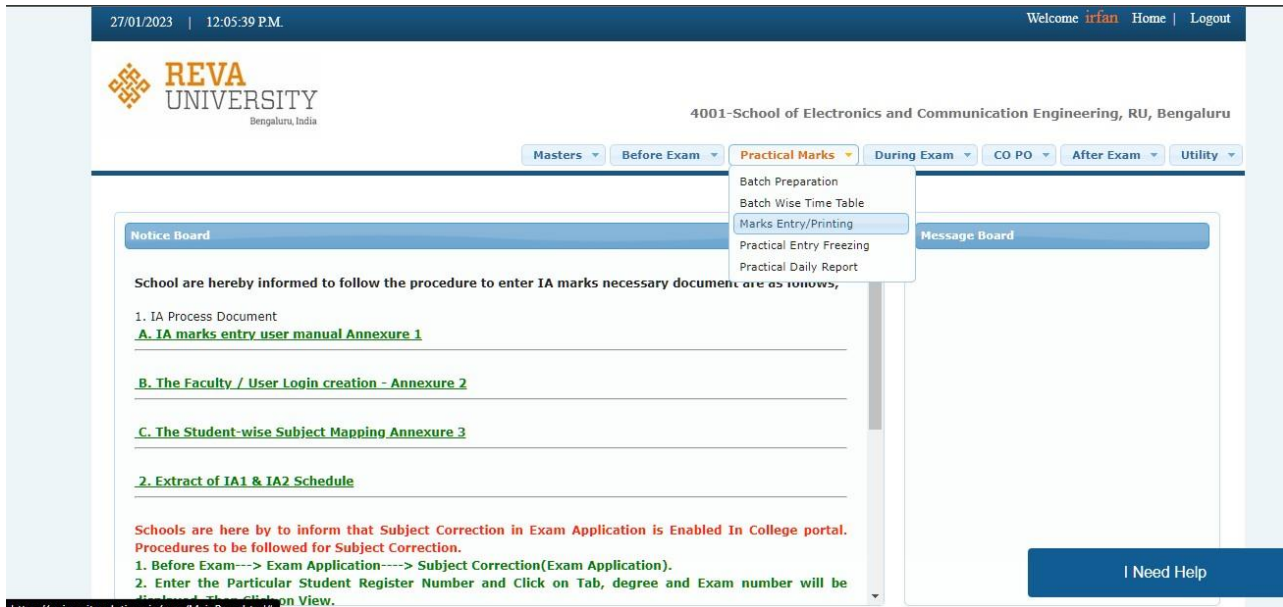 27/01/2023 | 12:05:39 P.M.
Welcome irfan Home | Logout
REVA
UNIVERSITY
Bengaluru, India
4001-School of Electronics and Communication Engineering, RU, Bengaluru
Masters Before Exam Practical Marks During Exam CO PO After Exam Utility
Batch Preparation
Batch Wise Time Table
Marks Entry/Printing
Practical Entry Freezing
Practical Daily Report
Notice Board
Message Board
School are hereby informed to follow the procedure to enter IA marks necessary document are as follows,
1. IA Process Document
A. IA marks entry user manual Annexure 1
B. The Faculty / User Login creation - Annexure 2
C. The Student-wise Subject Mapping Annexure 3
2. Extract of IA1 & IA2 Schedule
Schools are here by to inform that Subject Correction in Exam Application is Enabled In College portal.
Procedures to be followed for Subject Correction.
1. Before Exam---> Exam Application----> Subject Correction(Exam Application).
2. Enter the Particular Student Register Number and Click on Tab, degree and Exam number will be
on View.
I Need Help